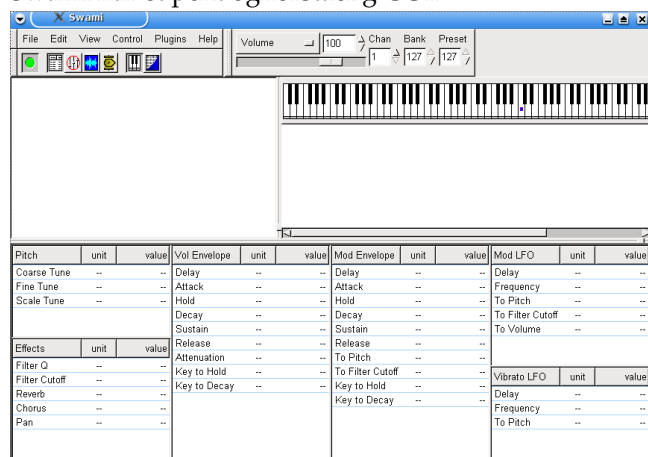 Swami
File Edit View Control Plugins Help
Volume 100 Chan Bank Preset
1 127 127
Pitch unit value
Coarse Tune -- --
Fine Tune -- --
Scale Tune -- --
Effects unit value
Filter Q -- --
Filter Cutoff -- --
Reverb -- --
Chorus -- --
Pan -- --
Vol Envelope unit value
Delay -- --
Attack -- --
Hold -- --
Decay -- --
Sustain -- --
Release -- --
Attenuation -- --
Key to Hold -- --
Key to Decay -- --
Mod Envelope unit value
Delay -- --
Attack -- --
Hold -- --
Decay -- --
Sustain -- --
Release -- --
To Pitch -- --
To Filter Cutoff -- --
Key to Hold -- --
Key to Decay -- --
Mod LFO unit value
Delay -- --
Frequency -- --
To Pitch -- --
To Filter Cutoff -- --
To Volume -- --
Vibrato LFO unit value
Delay -- --
Frequency -- --
To Pitch -- --